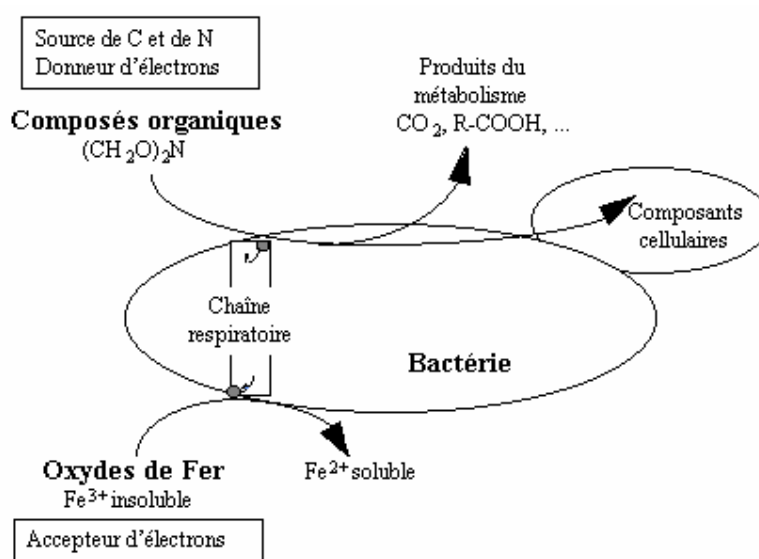 Source de C et de N
Donneur d'électrons
Composés organiques
(CH₂O)₂N
Produits du
métabolisme
CO₂, R-COOH, ...
Composants
cellulaires
Chaîne
respiratoire
Bactérie
Oxydes de Fer
Fe³⁺ insoluble
Fe²⁺ soluble
Accepteur d'électrons